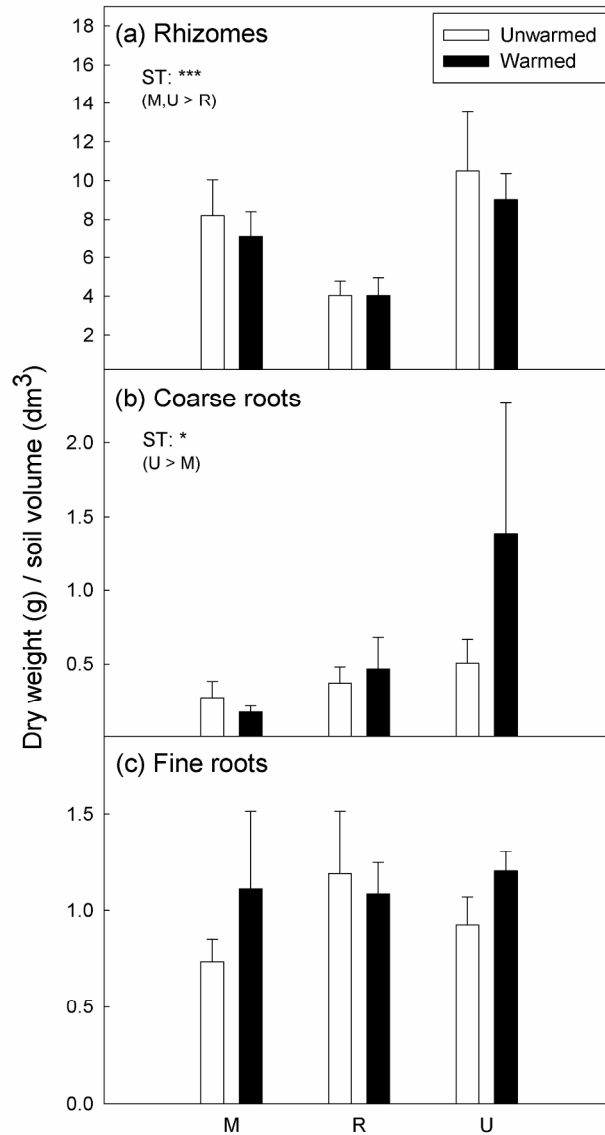 Dry weight (g) / soil volume (dm³)
(a) Rhizomes
ST: ***
(M,U > R)
Unwarmed
Warmed
18
16
14
12
10
8
6
4
2
(b) Coarse roots
ST: *
(U > M)
2.0
1.5
1.0
0.5
(c) Fine roots
1.5
1.0
0.5
0.0
M R U